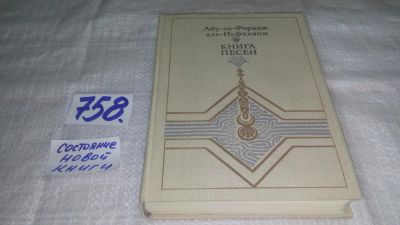 Абу-ль-Фарадж
аль-Исфахани
КНИГА
ПЕСЕН
758.
СОСТОЯНИЕ
НОВОЙ
КНИГИ